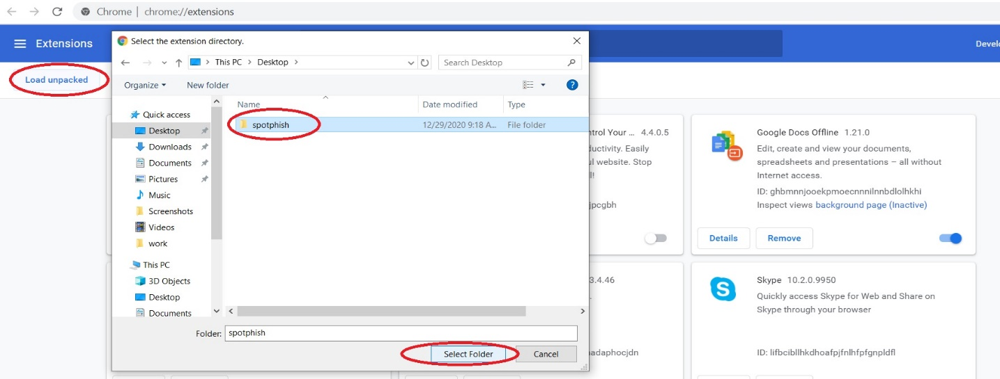 Chrome | chrome://extensions
Extensions
Develo
Load unpacked
Select the extension directory.
This PC > Desktop >
Search Desktop
Organize
New folder
Name
Date modified
Type
spotphish
12/29/2020 9:18 A...
File folder
Quick access
Desktop
Downloads
Documents
Pictures
Music
Screenshots
Videos
work
This PC
3D Objects
Desktop
Documents
Folder: spotphish
Select Folder
Cancel
ntrol Your ... 4.4.0.5
ductivity. Easily
ul website. Stop
l!
jpcgbh
Google Docs Offline 1.21.0
Edit, create and view your documents,
spreadsheets and presentations – all without
Internet access.
ID: ghbmnnjooekpmoecnnnilnnbdlolhkhi
Inspect views background page (Inactive)
Details
Remove
3.4.46
adaphocjdn
Skype 10.2.0.9950
Quickly access Skype for Web and Share on
Skype through your browser
ID: lifbcibllhkdhoafpjfnlhfpfgnpldfl